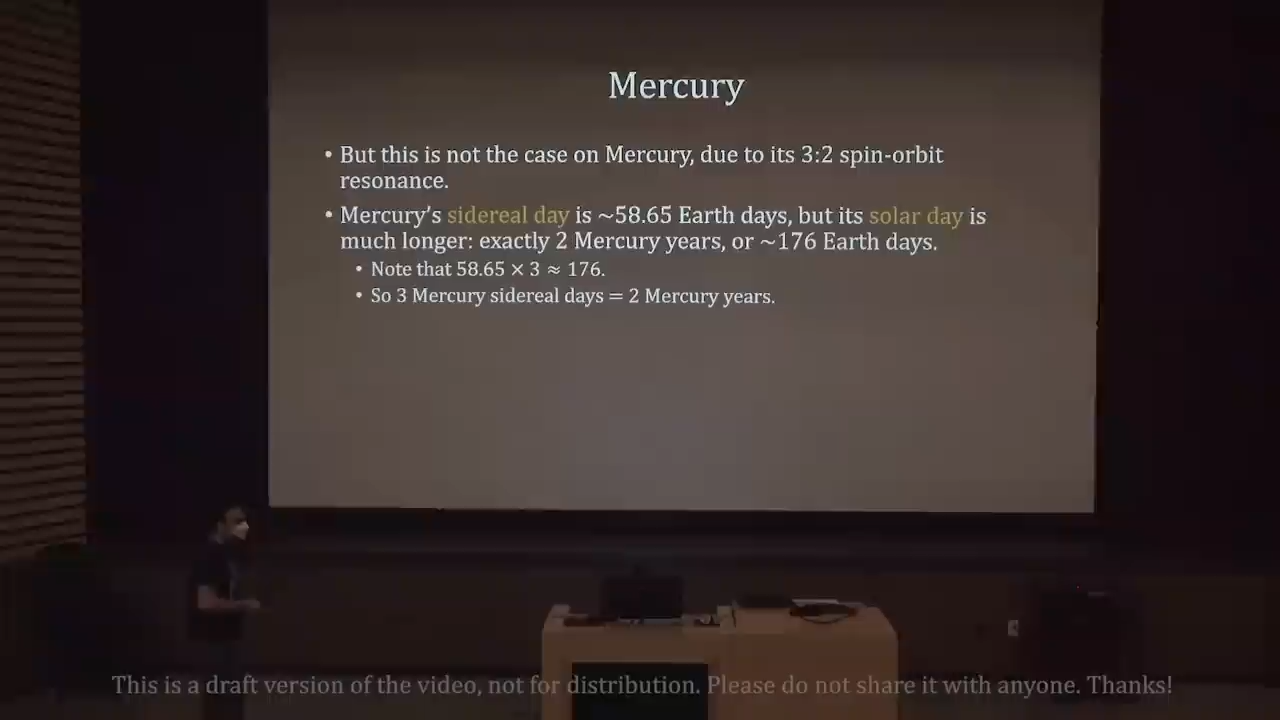 Mercury
• But this is not the case on Mercury, due to its 3:2 spin-orbit
resonance.
• Mercury’s sidereal day is ~58.65 Earth days, but its solar day is
much longer: exactly 2 Mercury years, or ~176 Earth days.
• Note that 58.65 × 3 ≈ 176.
• So 3 Mercury sidereal days = 2 Mercury years.
This is a draft version of the video, not for distribution. Please do not share it with anyone. Thanks!